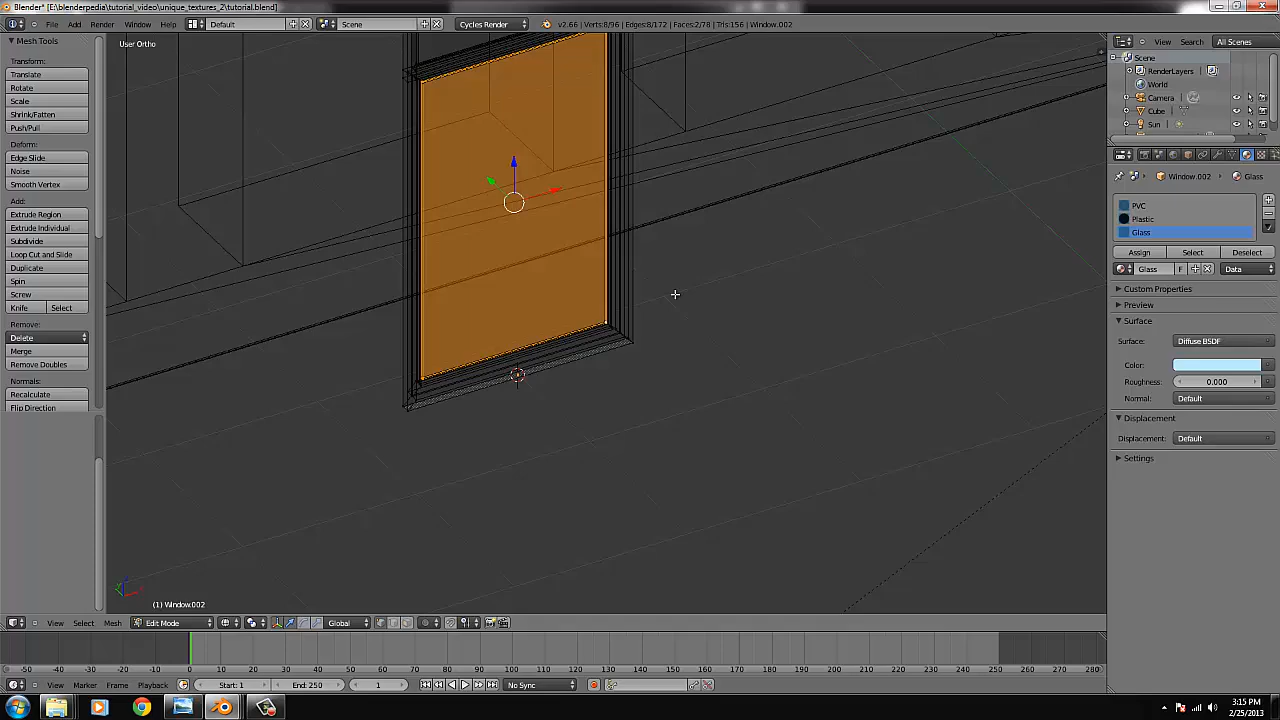 Blender* [E:\blenderpedia\tutorial_video\unique_textures_2\tutorial.blend]
File Add Render Window Help Default Scene Cycles Render v2.66 | Verts:8/96 | Edges:8/172 | Faces:2/78 | Tris:156 | Window.002
Mesh Tools
Transform:
Translate
Rotate
Scale
Shrink/Fatten
Push/Pull
Deform:
Edge Slide
Noise
Smooth Vertex
Add:
Extrude Region
Extrude Individual
Subdivide
Loop Cut and Slide
Duplicate
Spin
Screw
Knife Select
Remove:
Delete
Merge
Remove Doubles
Normals:
Recalculate
Flip Direction
User Ortho
(1) Window.002
View Select Mesh Edit Mode Global
View Search All Scenes
Scene
RenderLayers
World
Camera
Cube
Sun
Window.002 Glass
PVC
Plastic
Glass
Assign Select Deselect
Glass F Data
Custom Properties
Preview
Surface
Surface: Diffuse BSDF
Color:
Roughness: 0.000
Normal: Default
Displacement
Displacement: Default
Settings
-50 -40 -30 -20 -10 0 10 20 30 40 50 60 70 80 90 100 110 120 130 140 150 160 170 180 190 200 210 220 230 240 250 260 270 280
View Marker Frame Playback Start: 1 End: 250 1 No Sync
3:15 PM
2/25/2013